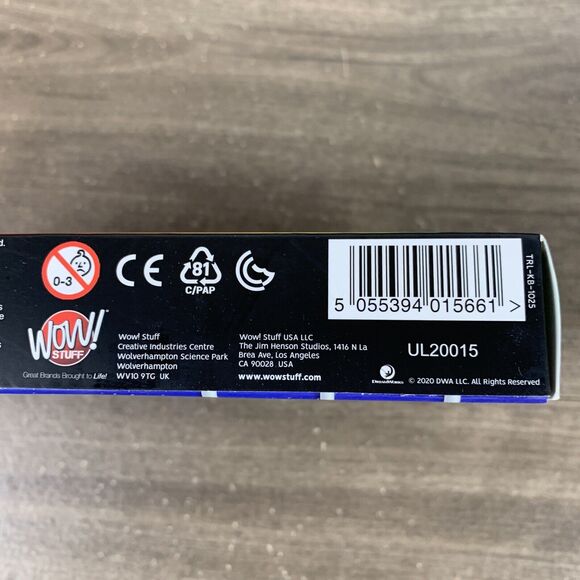 d.
0-3
CE
81
C/PAP
TRL-KB-1025
5 055394 015661 >
s
e
s
WOW!
STUFF
Great Brands Brought to Life!
Wow! Stuff
Creative Industries Centre
Wolverhampton Science Park
Wolverhampton
WV10 9TG UK
Wow! Stuff USA LLC
The Jim Henson Studios, 1416 N La
Brea Ave, Los Angeles
CA 90028 USA
www.wowstuff.com
UL20015
DREAMWORKS
© 2020 DWA LLC. All Rights Reserved